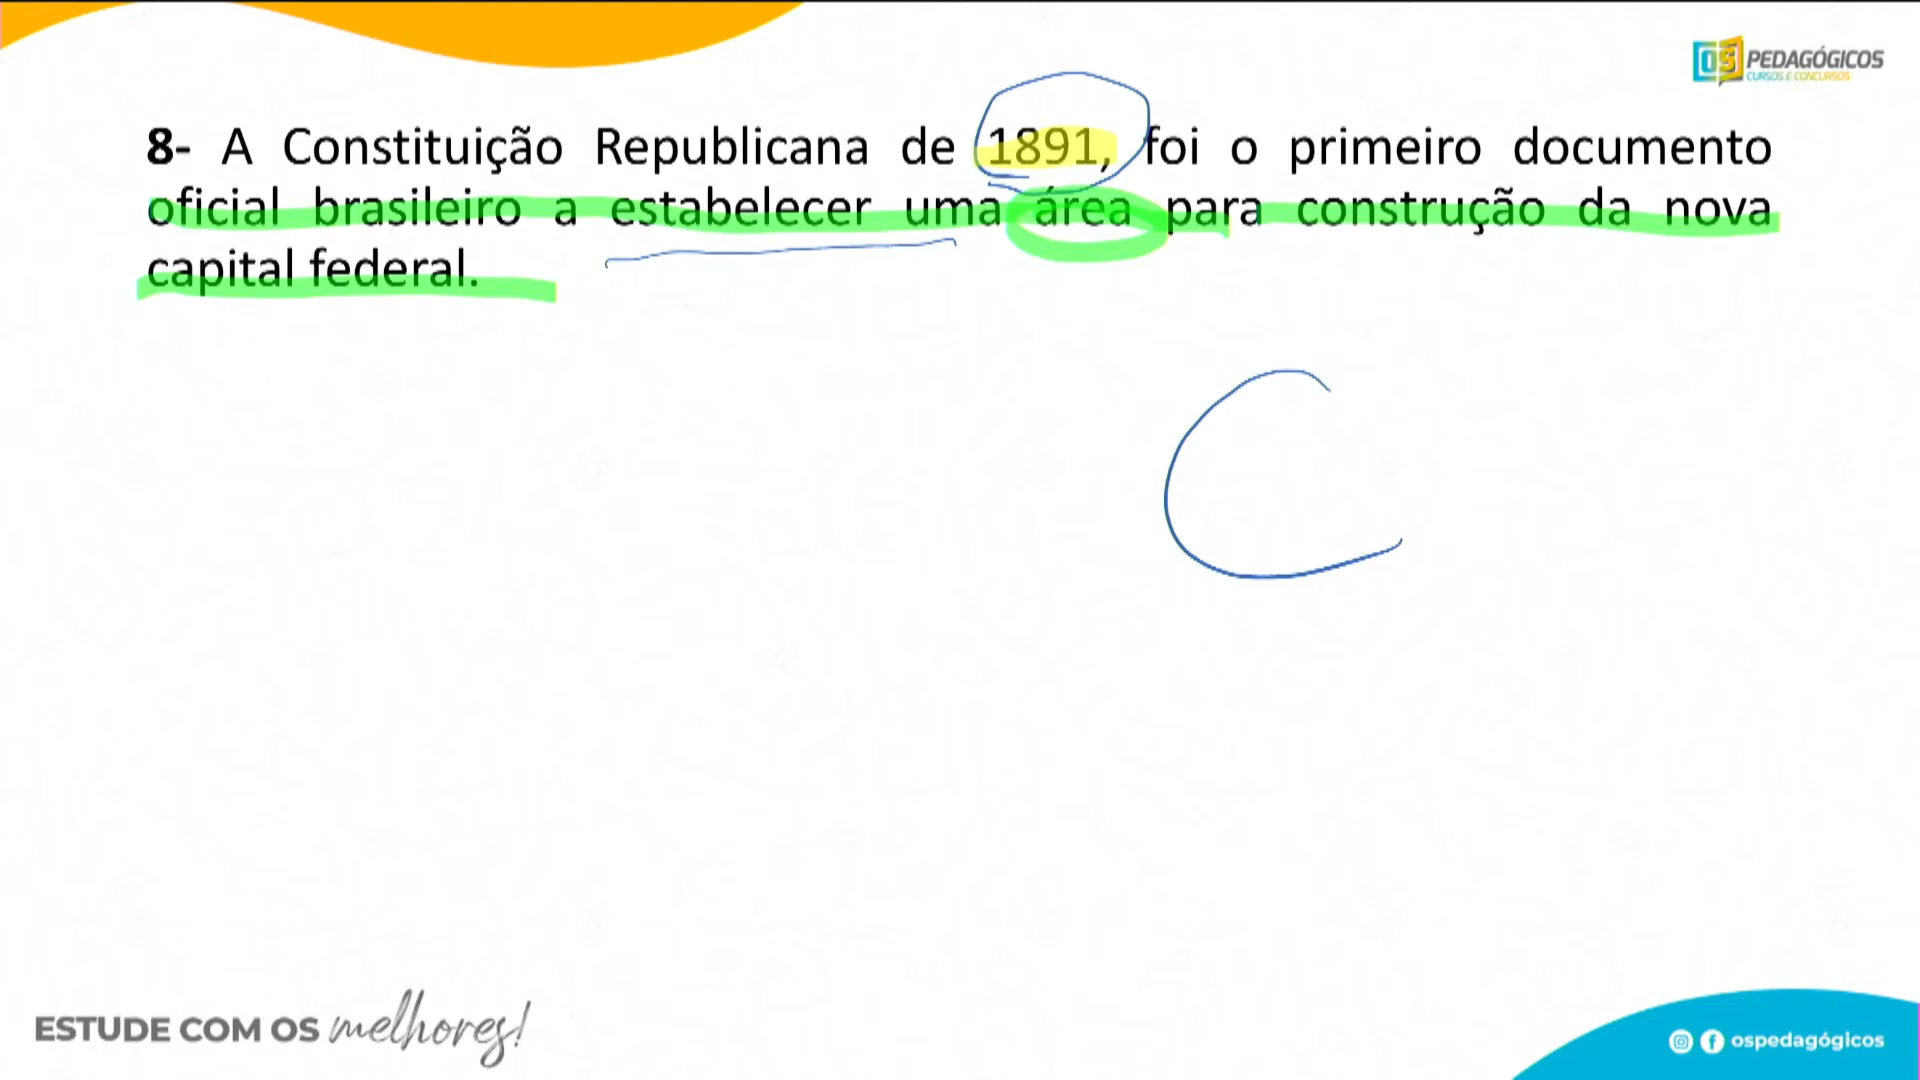 OS PEDAGÓGICOS
CURSOS E CONCURSOS
8- A Constituição Republicana de 1891, foi o primeiro documento
oficial brasileiro a estabelecer uma área para construção da nova
capital federal.
C
ESTUDE COM OS melhores!
ospedagógicos